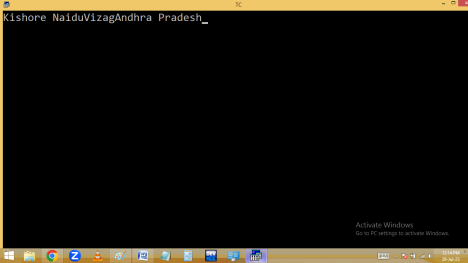 TC
Kishore NaiduVizagAndhra Pradesh_
Activate Windows
Go to PC settings to activate Windows.